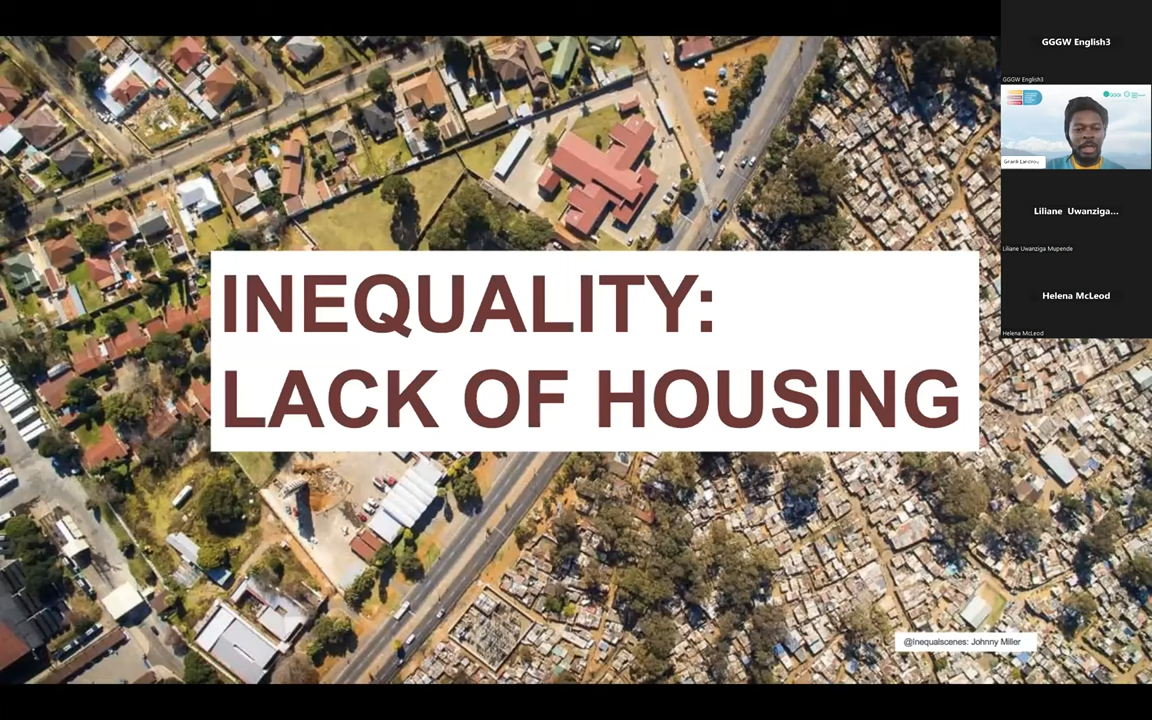 GGGW English3
GGGW English3
GGGI
Liliane Uwanziga...
Liliane Uwanziga Mupende
Helena McLeod
Helena McLeod
INEQUALITY:
LACK OF HOUSING
@Inequalscenes: Johnny Miller